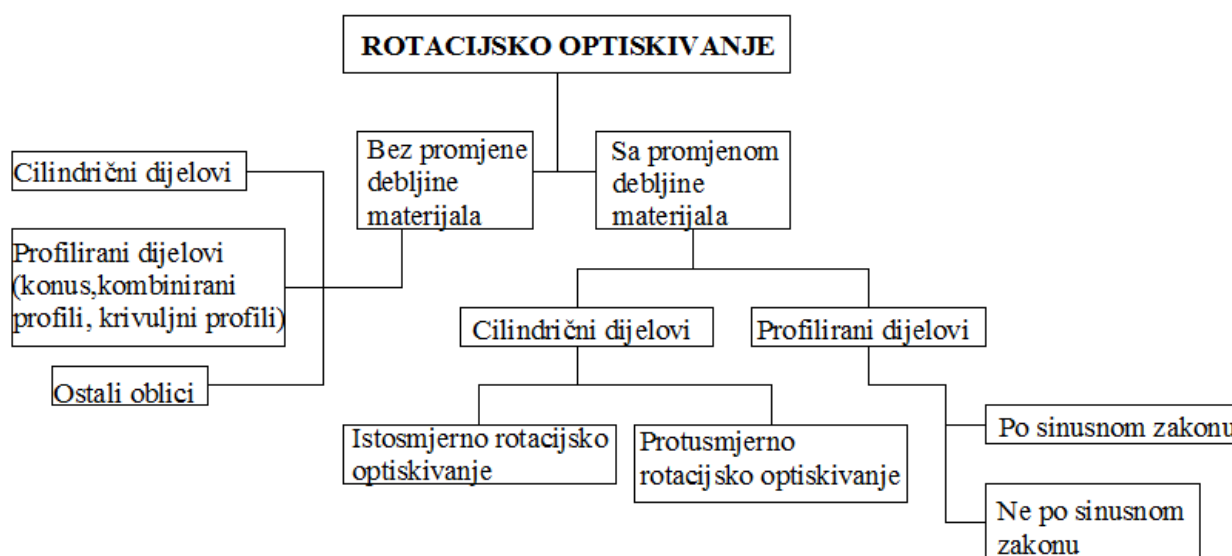 ROTACIJSKO OPTISKIVANJE
Bez promjene
debljine
materijala
Sa promjenom
debljine
materijala
Cilindrični dijelovi
Profilirani dijelovi
(konus,kombinirani
profili, krivuljni profili)
Ostali oblici
Cilindrični dijelovi
Profilirani dijelovi
Istosmjerno rotacijsko
optiskivanje
Protusmjerno
rotacijsko optiskivanje
Po sinusnom zakonu
Ne po sinusnom
zakonu